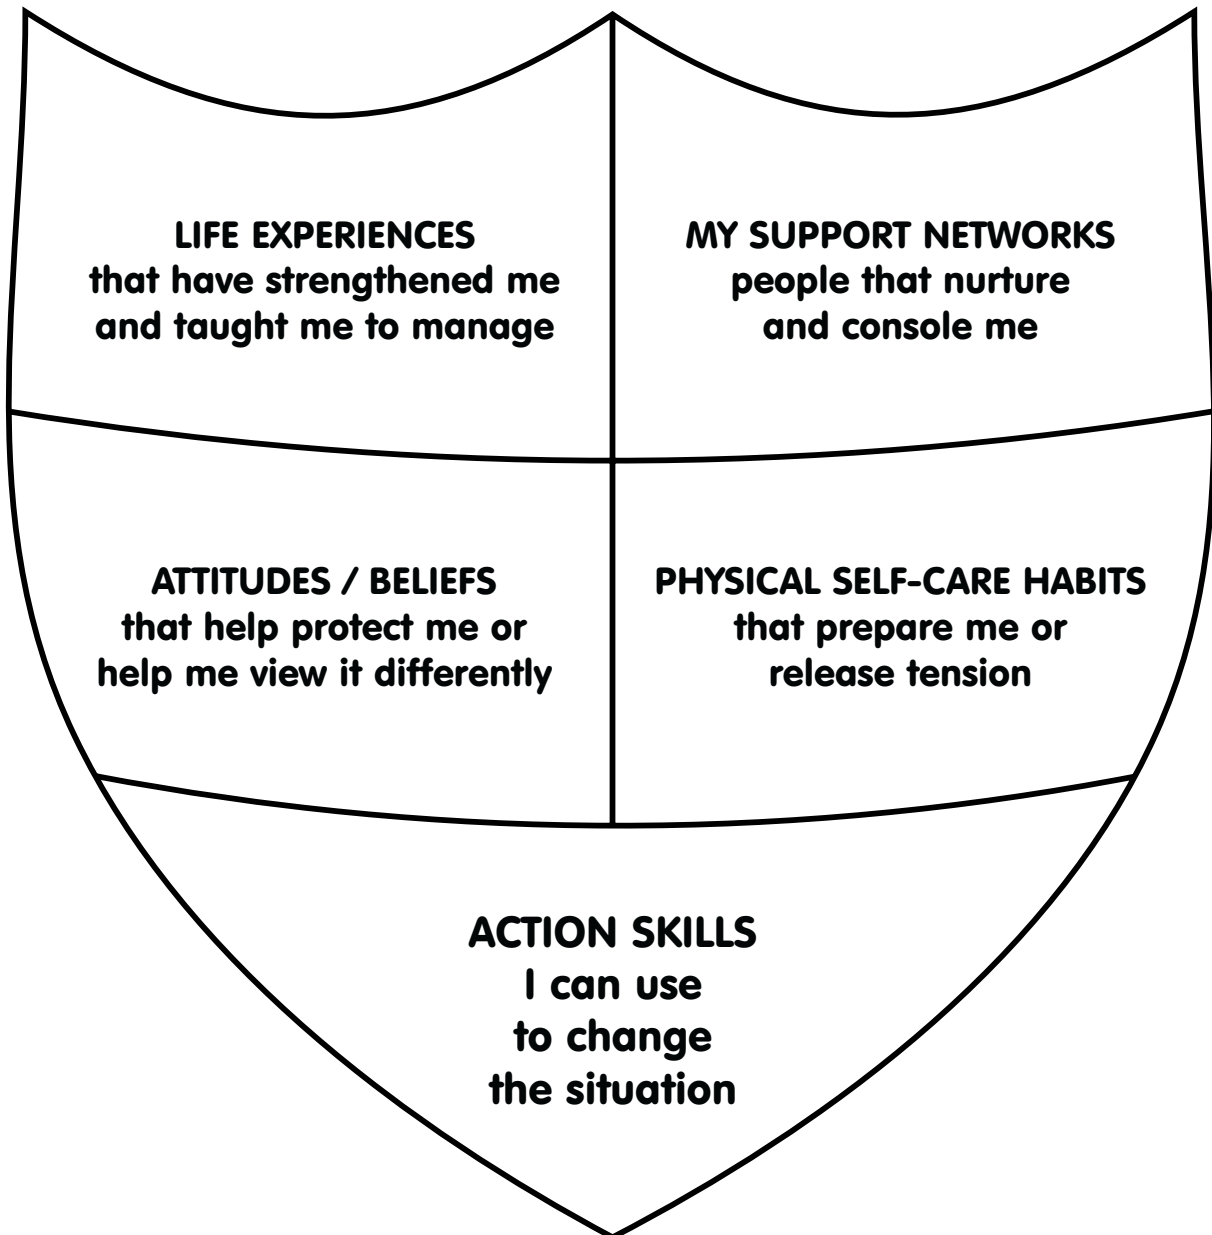 LIFE EXPERIENCES
that have strengthened me
and taught me to manage
MY SUPPORT NETWORKS
people that nurture
and console me
ATTITUDES / BELIEFS
that help protect me or
help me view it differently
PHYSICAL SELF-CARE HABITS
that prepare me or
release tension
ACTION SKILLS
I can use
to change
the situation